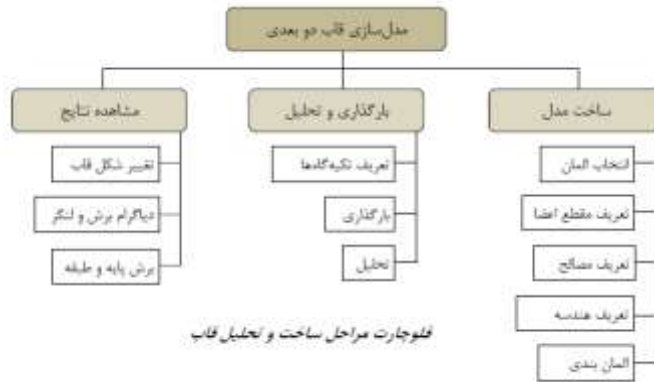 مدل‌سازی قاب دو بعدی
ساخت مدل
انتخاب المان
تعریف مقطع اعضا
تعریف مصالح
تعریف هندسه
المان بندی
بارگذاری و تحلیل
تعریف تکیه‌گاه‌ها
بارگذاری
تحلیل
مشاهده نتایج
تغییر شکل قاب
دیاگرام برش و لنگر
برش پایه و طبقه
فلوچارت مراحل ساخت و تحلیل قاب